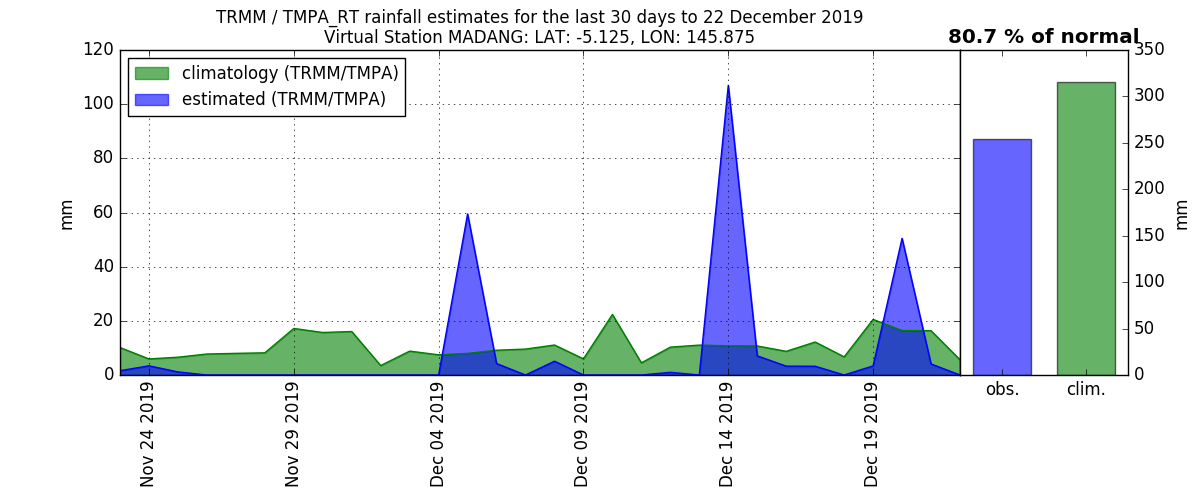 TRMM / TMPA_RT rainfall estimates for the last 30 days to 22 December 2019
Virtual Station MADANG: LAT: -5.125, LON: 145.875
80.7 % of normal
climatology (TRMM/TMPA)
estimated (TRMM/TMPA)
mm
120
100
80
60
40
20
0
Nov 24 2019
Nov 29 2019
Dec 04 2019
Dec 09 2019
Dec 14 2019
Dec 19 2019
obs.
clim.
350
300
250
200
150
100
50
0
mm